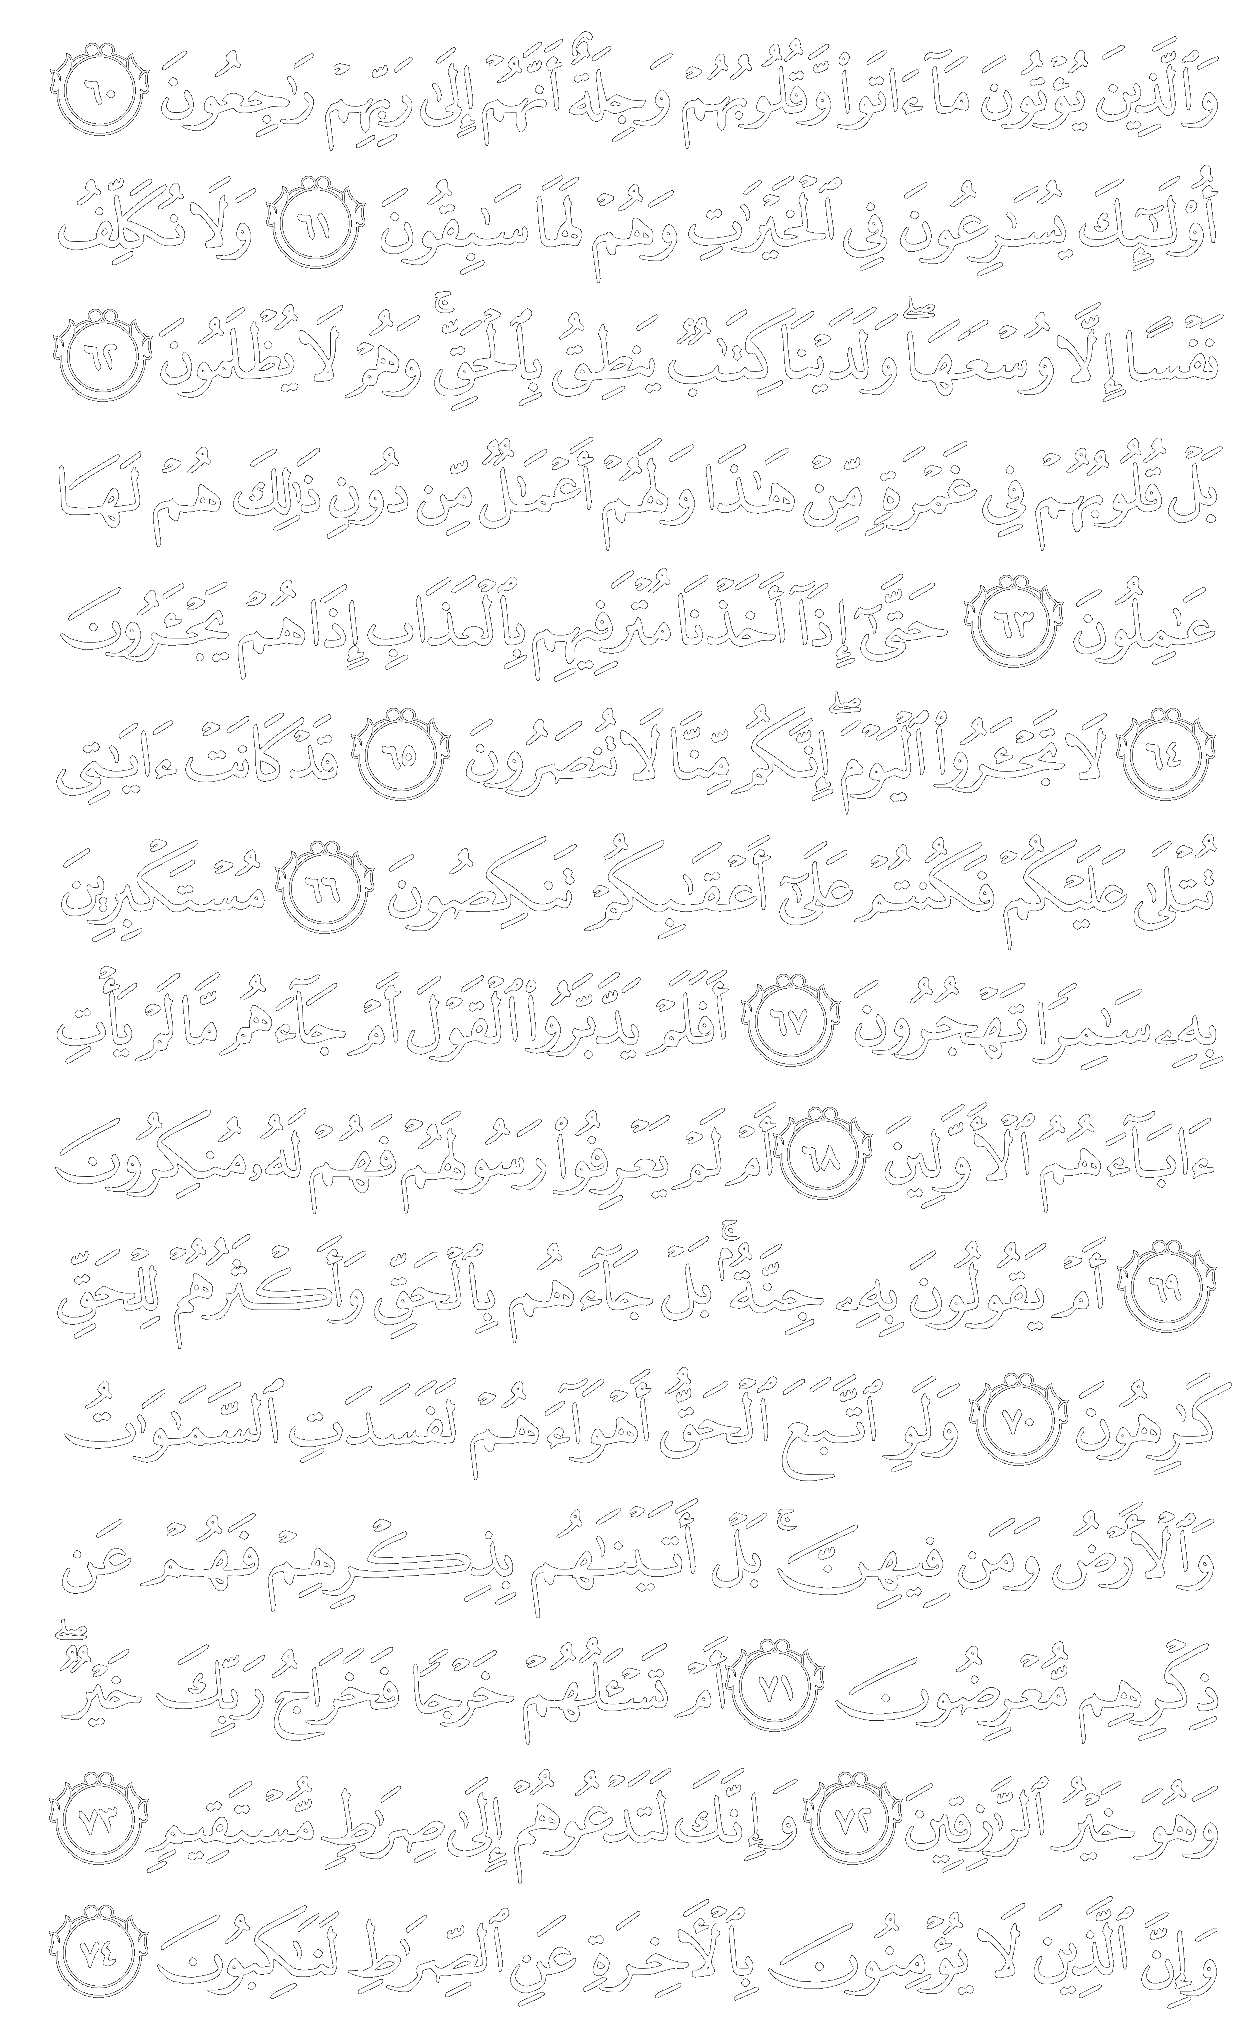 وَٱلَّذِينَ يُؤْتُونَ مَآ ءَاتَوا۟ وَّقُلُوبُهُمْ وَجِلَةٌ أَنَّهُمْ إِلَىٰ رَبِّهِمْ رَٰجِعُونَ ٦٠
أُو۟لَـٰٓئِكَ يُسَـٰرِعُونَ فِى ٱلْخَيْرَٰتِ وَهُمْ لَهَا سَـٰبِقُونَ ٦١ وَلَا نُكَلِّفُ
نَفْسًا إِلَّا وُسْعَهَا ۖ وَلَدَيْنَا كِتَـٰبٌ يَنطِقُ بِٱلْحَقِّ ۚ وَهُمْ لَا يُظْلَمُونَ ٦٢
بَلْ قُلُوبُهُمْ فِى غَمْرَةٍ مِّنْ هَـٰذَا وَلَهُمْ أَعْمَـٰلٌ مِّن دُونِ ذَٰلِكَ هُمْ لَهَا
عَـٰمِلُونَ ٦٣ حَتَّىٰٓ إِذَآ أَخَذْنَا مُتْرَفِيهِم بِٱلْعَذَابِ إِذَا هُمْ يَجْـَٔرُونَ
٦٤ لَا تَجْـَٔرُوا۟ ٱلْيَوْمَ ۖ إِنَّكُم مِّنَّا لَا تُنصَرُونَ ٦٥ قَدْ كَانَتْ ءَايَـٰتِى
تُتْلَىٰ عَلَيْكُمْ فَكُنتُمْ عَلَىٰٓ أَعْقَـٰبِكُمْ تَنكِصُونَ ٦٦ مُسْتَكْبِرِينَ
بِهِۦ سَـٰمِرًا تَهْجُرُونَ ٦٧ أَفَلَمْ يَدَّبَّرُوا۟ ٱلْقَوْلَ أَمْ جَآءَهُم مَّا لَمْ يَأْتِ
ءَابَآءَهُمُ ٱلْأَوَّلِينَ ٦٨ أَمْ لَمْ يَعْرِفُوا۟ رَسُولَهُمْ فَهُمْ لَهُۥ مُنكِرُونَ
٦٩ أَمْ يَقُولُونَ بِهِۦ جِنَّةٌۢ ۚ بَلْ جَآءَهُم بِٱلْحَقِّ وَأَكْثَرُهُمْ لِلْحَقِّ
كَـٰرِهُونَ ٧٠ وَلَوِ ٱتَّبَعَ ٱلْحَقُّ أَهْوَآءَهُمْ لَفَسَدَتِ ٱلسَّمَـٰوَٰتُ
وَٱلْأَرْضُ وَمَن فِيهِنَّ ۚ بَلْ أَتَيْنَـٰهُم بِذِكْرِهِمْ فَهُمْ عَن
ذِكْرِهِم مُّعْرِضُونَ ٧١ أَمْ تَسْـَٔلُهُمْ خَرْجًا فَخَرَاجُ رَبِّكَ خَيْرٌ ۖ
وَهُوَ خَيْرُ ٱلرَّٰزِقِينَ ٧٢ وَإِنَّكَ لَتَدْعُوهُمْ إِلَىٰ صِرَٰطٍ مُّسْتَقِيمٍ ٧٣
وَإِنَّ ٱلَّذِينَ لَا يُؤْمِنُونَ بِٱلْـَٔاخِرَةِ عَنِ ٱلصِّرَٰطِ لَنَـٰكِبُونَ ٧٤